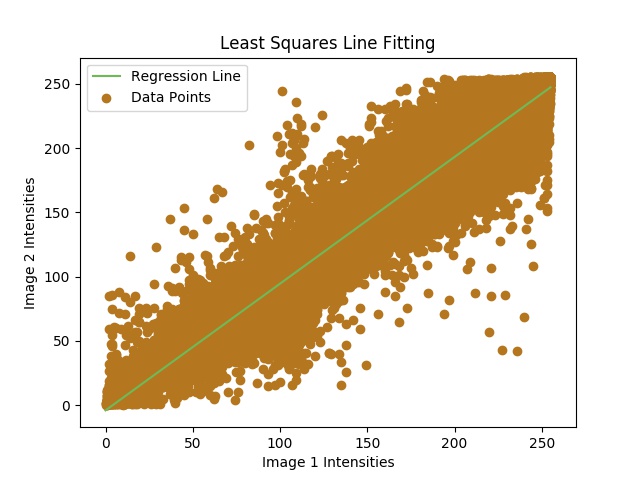 Least Squares Line Fitting
Regression Line
Data Points
Image 2 Intensities
250
200
150
100
50
0
0 50 100 150 200 250
Image 1 Intensities